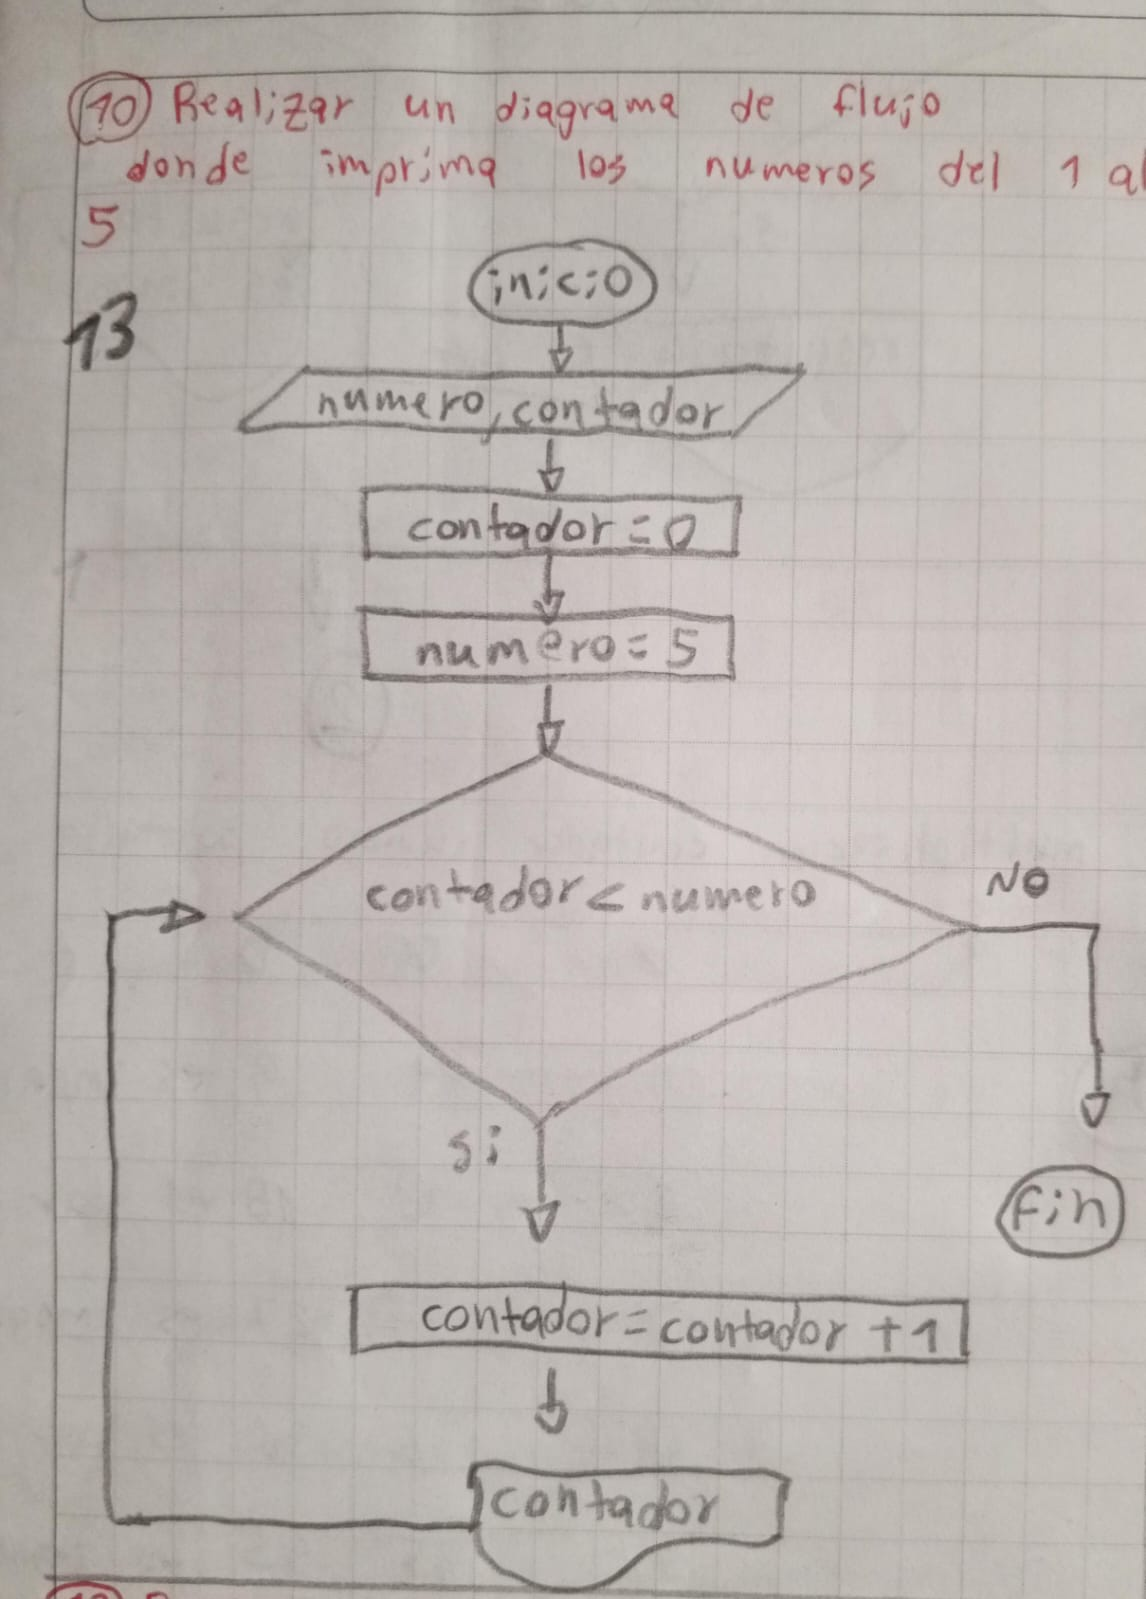 10 Realizar un diagrama de flujo
donde imprima los numeros del 1 al
5
13
inicio
numero, contador
contador = 0
numero = 5
contador < numero
NO
si
fin
contador = contador + 1
contador